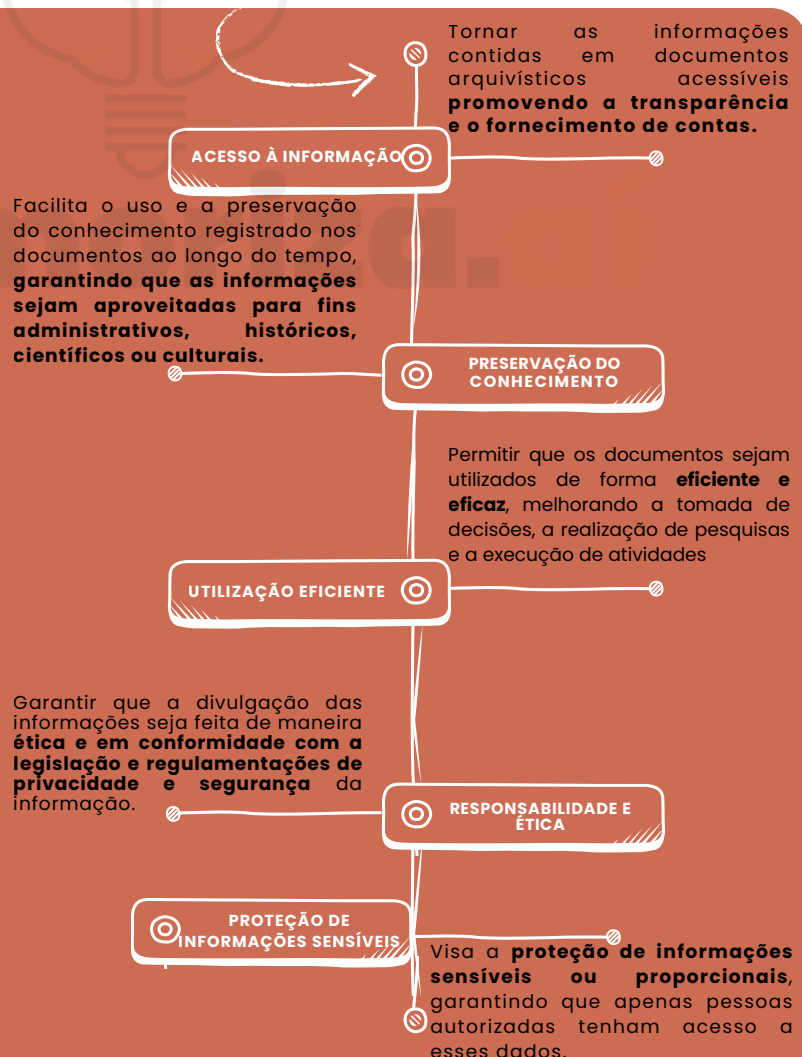 Tornar as informações
contidas em documentos
arquivísticos acessíveis
promovendo a transparência
e o fornecimento de contas.
ACESSO À INFORMAÇÃO
Facilita o uso e a preservação
do conhecimento registrado nos
documentos ao longo do tempo,
garantindo que as informações
sejam aproveitadas para fins
administrativos, históricos,
científicos ou culturais.
PRESERVAÇÃO DO
CONHECIMENTO
Permitir que os documentos sejam
utilizados de forma eficiente e
eficaz, melhorando a tomada de
decisões, a realização de pesquisas
e a execução de atividades
UTILIZAÇÃO EFICIENTE
Garantir que a divulgação das
informações seja feita de maneira
ética e em conformidade com a
legislação e regulamentações de
privacidade e segurança da
informação.
RESPONSABILIDADE E
ÉTICA
PROTEÇÃO DE
INFORMAÇÕES SENSÍVEIS
Visa a proteção de informações
sensíveis ou proporcionais,
garantindo que apenas pessoas
autorizadas tenham acesso a
esses dados.